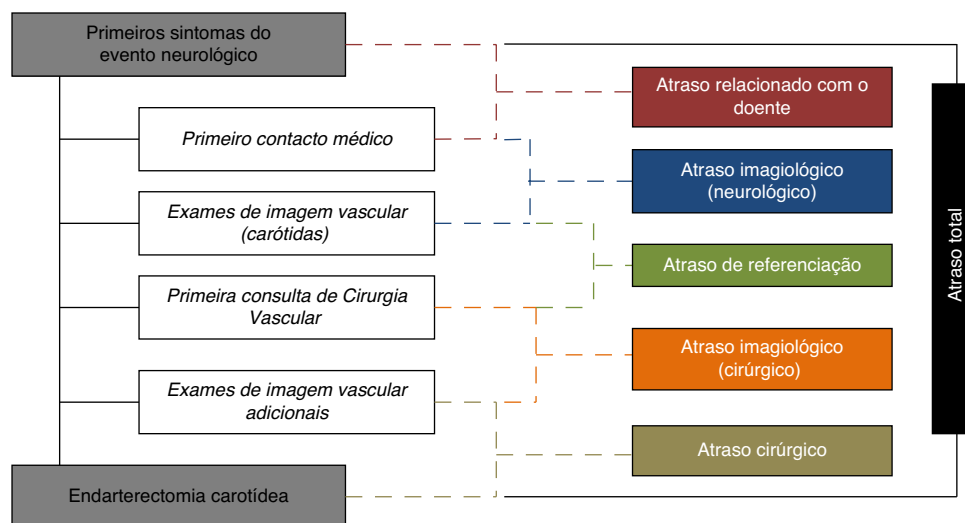 Primeiros sintomas do
evento neurológico
Primeiro contacto médico
Exames de imagem vascular
(carótidas)
Primeira consulta de Cirurgia
Vascular
Exames de imagem vascular
adicionais
Endarterectomia carotídea
Atraso relacionado com o
doente
Atraso imagiológico
(neurológico)
Atraso de referenciação
Atraso imagiológico
(cirúrgico)
Atraso cirúrgico
Atraso total